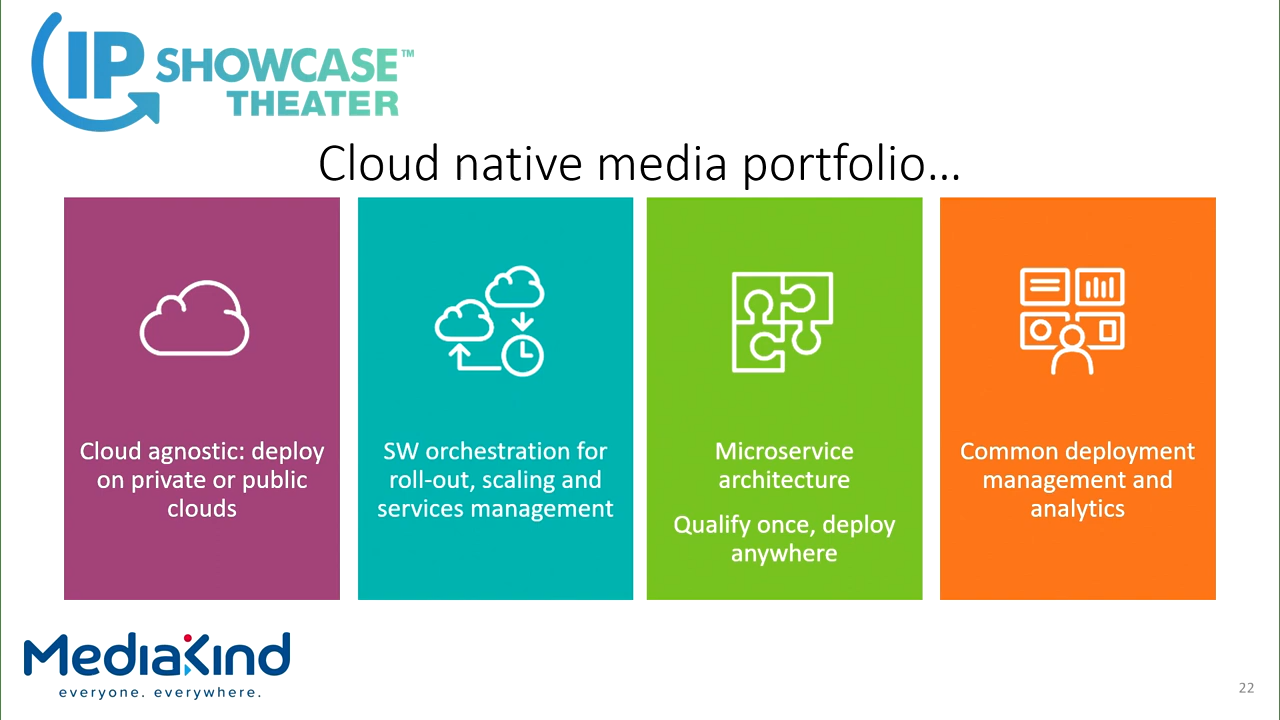 IP SHOWCASE™
THEATER
Cloud native media portfolio…
Cloud agnostic: deploy
on private or public
clouds
SW orchestration for
roll-out, scaling and
services management
Microservice
architecture
Qualify once, deploy
anywhere
Common deployment
management and
analytics
MediaKind
everyone. everywhere.
22